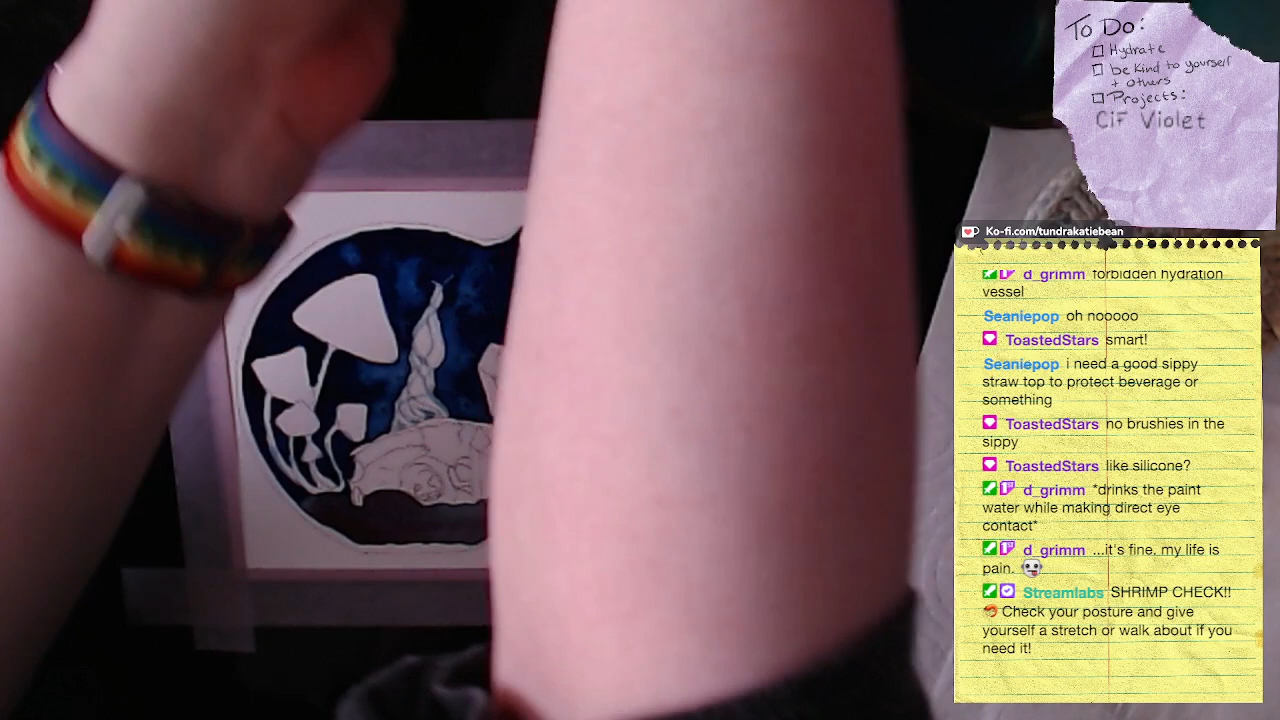 To Do:
Hydrate
be kind to yourself
+ others
Projects:
Cif Violet
Ko-fi.com/tundrakatiebean
d_grimm forbidden hydration
vessel
Seaniepop oh nooooo
ToastedStars smart!
Seaniepop i need a good sippy
straw top to protect beverage or
something
ToastedStars no brushies in the
sippy
ToastedStars like silicone?
d_grimm *drinks the paint
water while making direct eye
contact*
d_grimm ...it's fine. my life is
pain.
Streamlabs SHRIMP CHECK!!
Check your posture and give
yourself a stretch or walk about if you
need it!